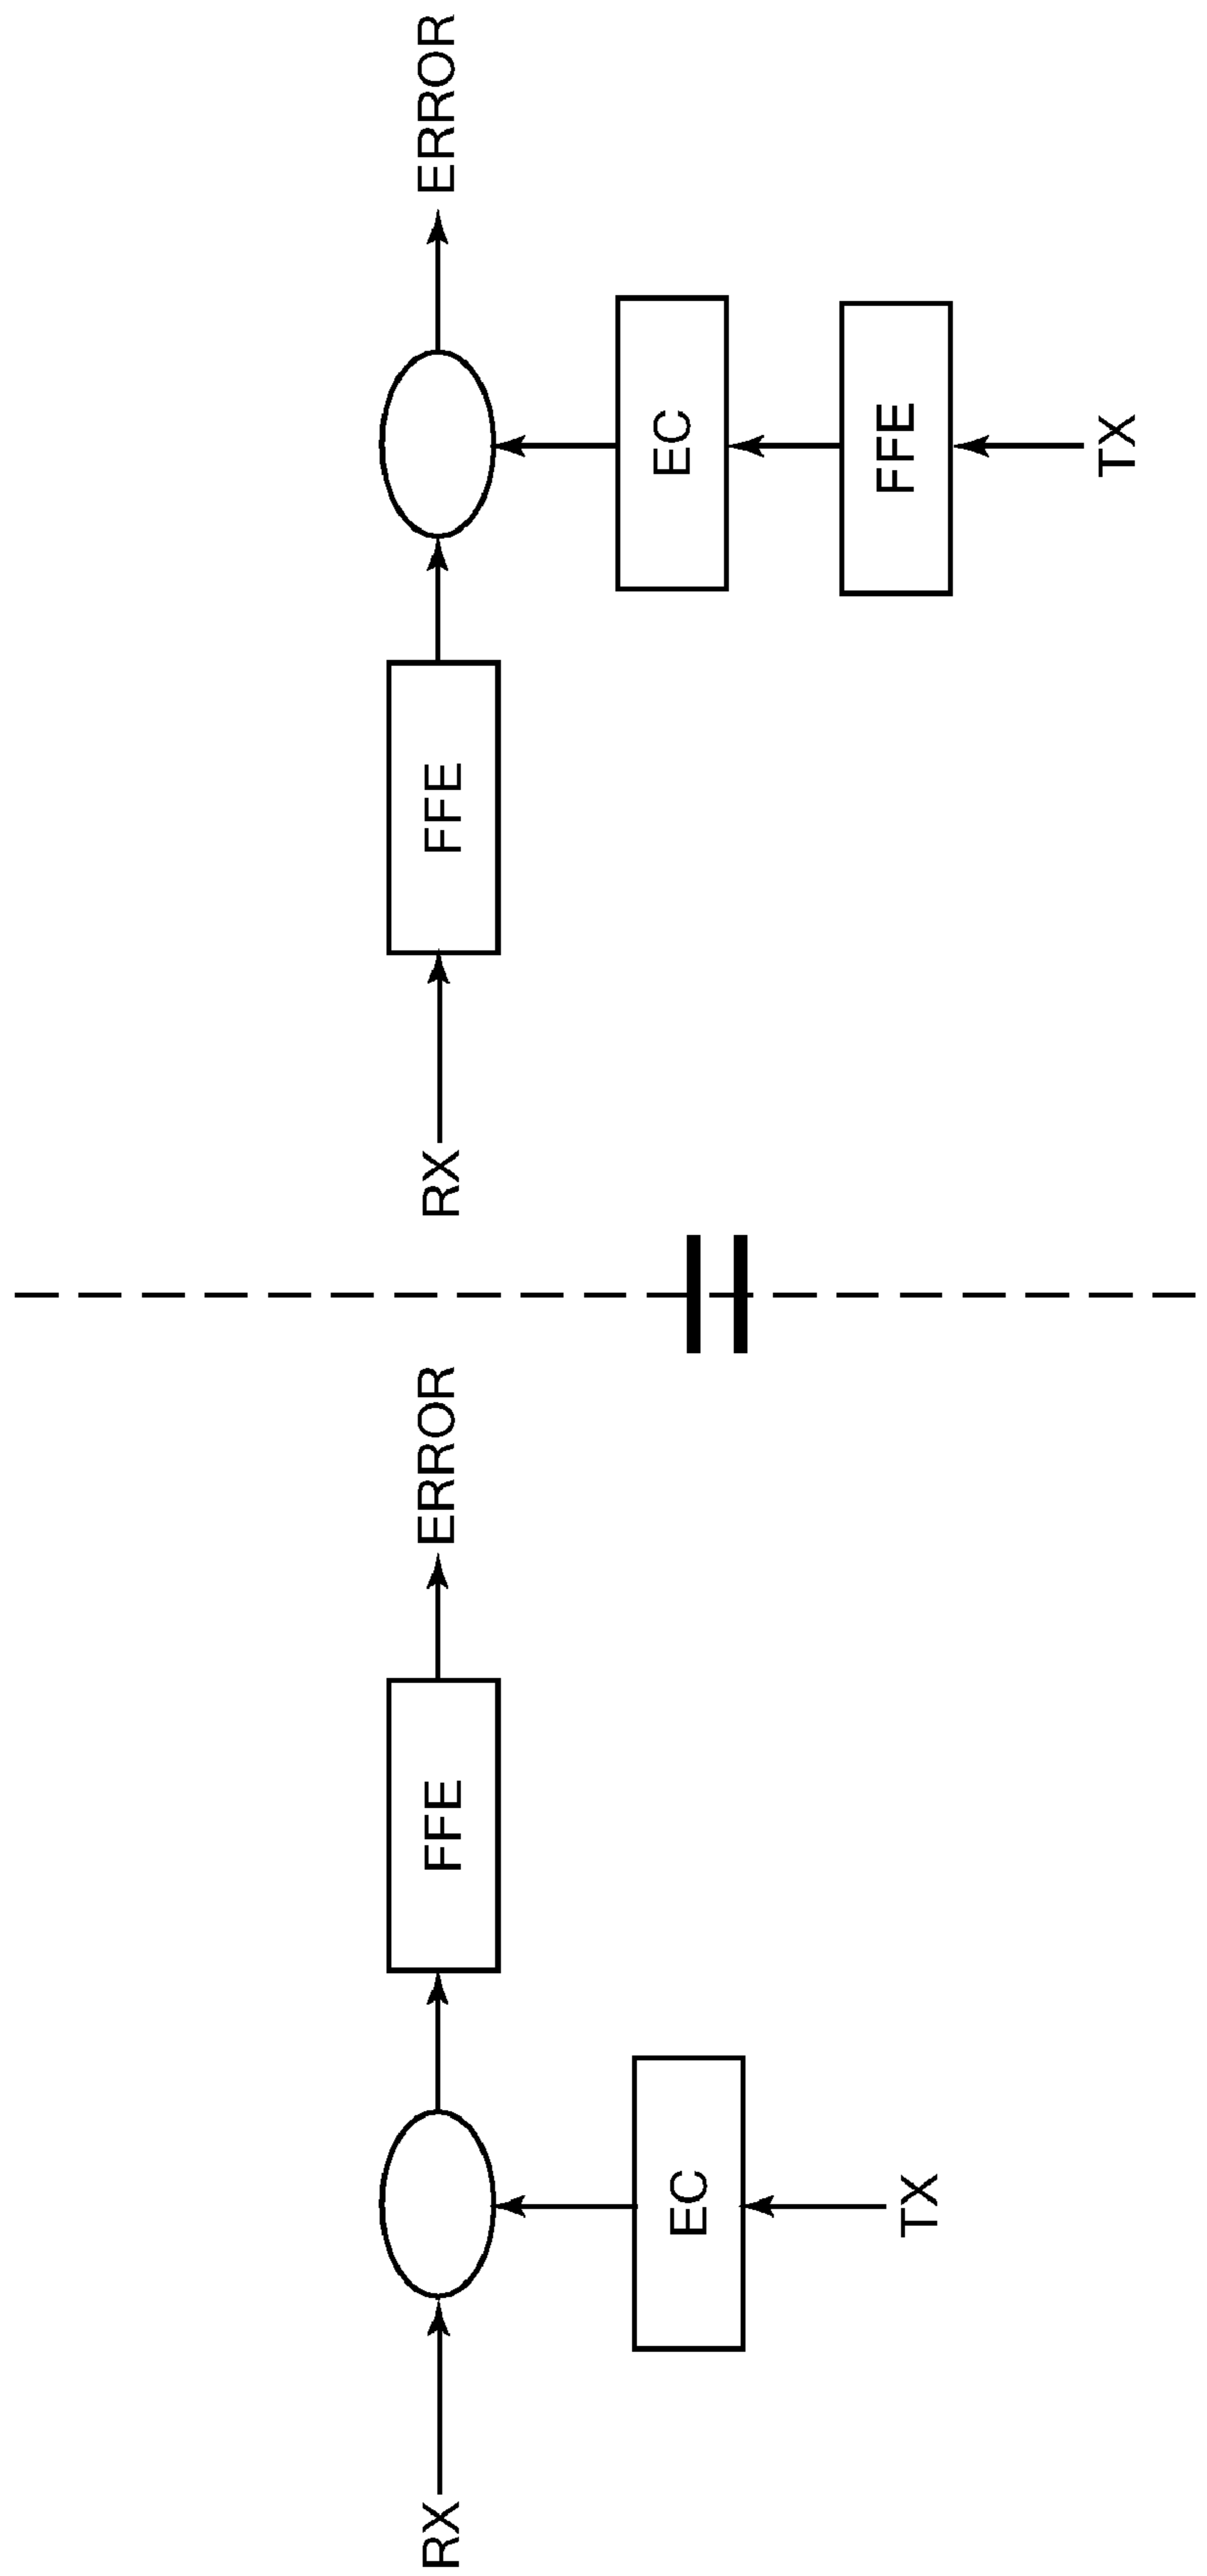 RX
FFE
ERROR
EC
TX
=
RX
FFE
ERROR
EC
FFE
TX